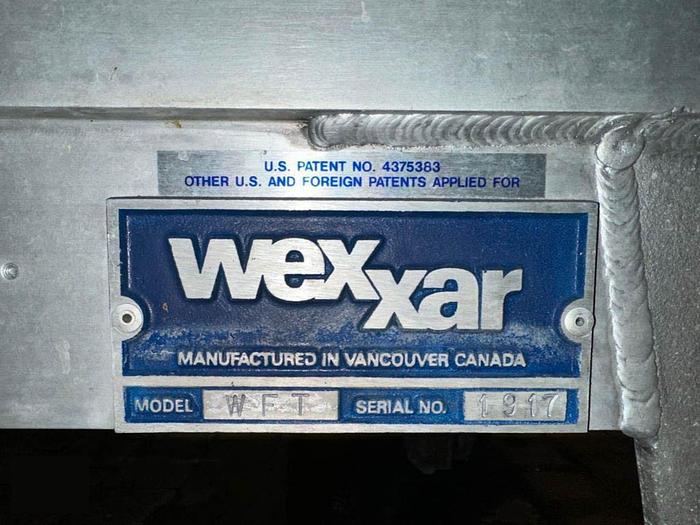 U.S. PATENT NO. 4375383
OTHER U.S. AND FOREIGN PATENTS APPLIED FOR
wexxar
MANUFACTURED IN VANCOUVER CANADA
MODEL WFT SERIAL NO. 1917